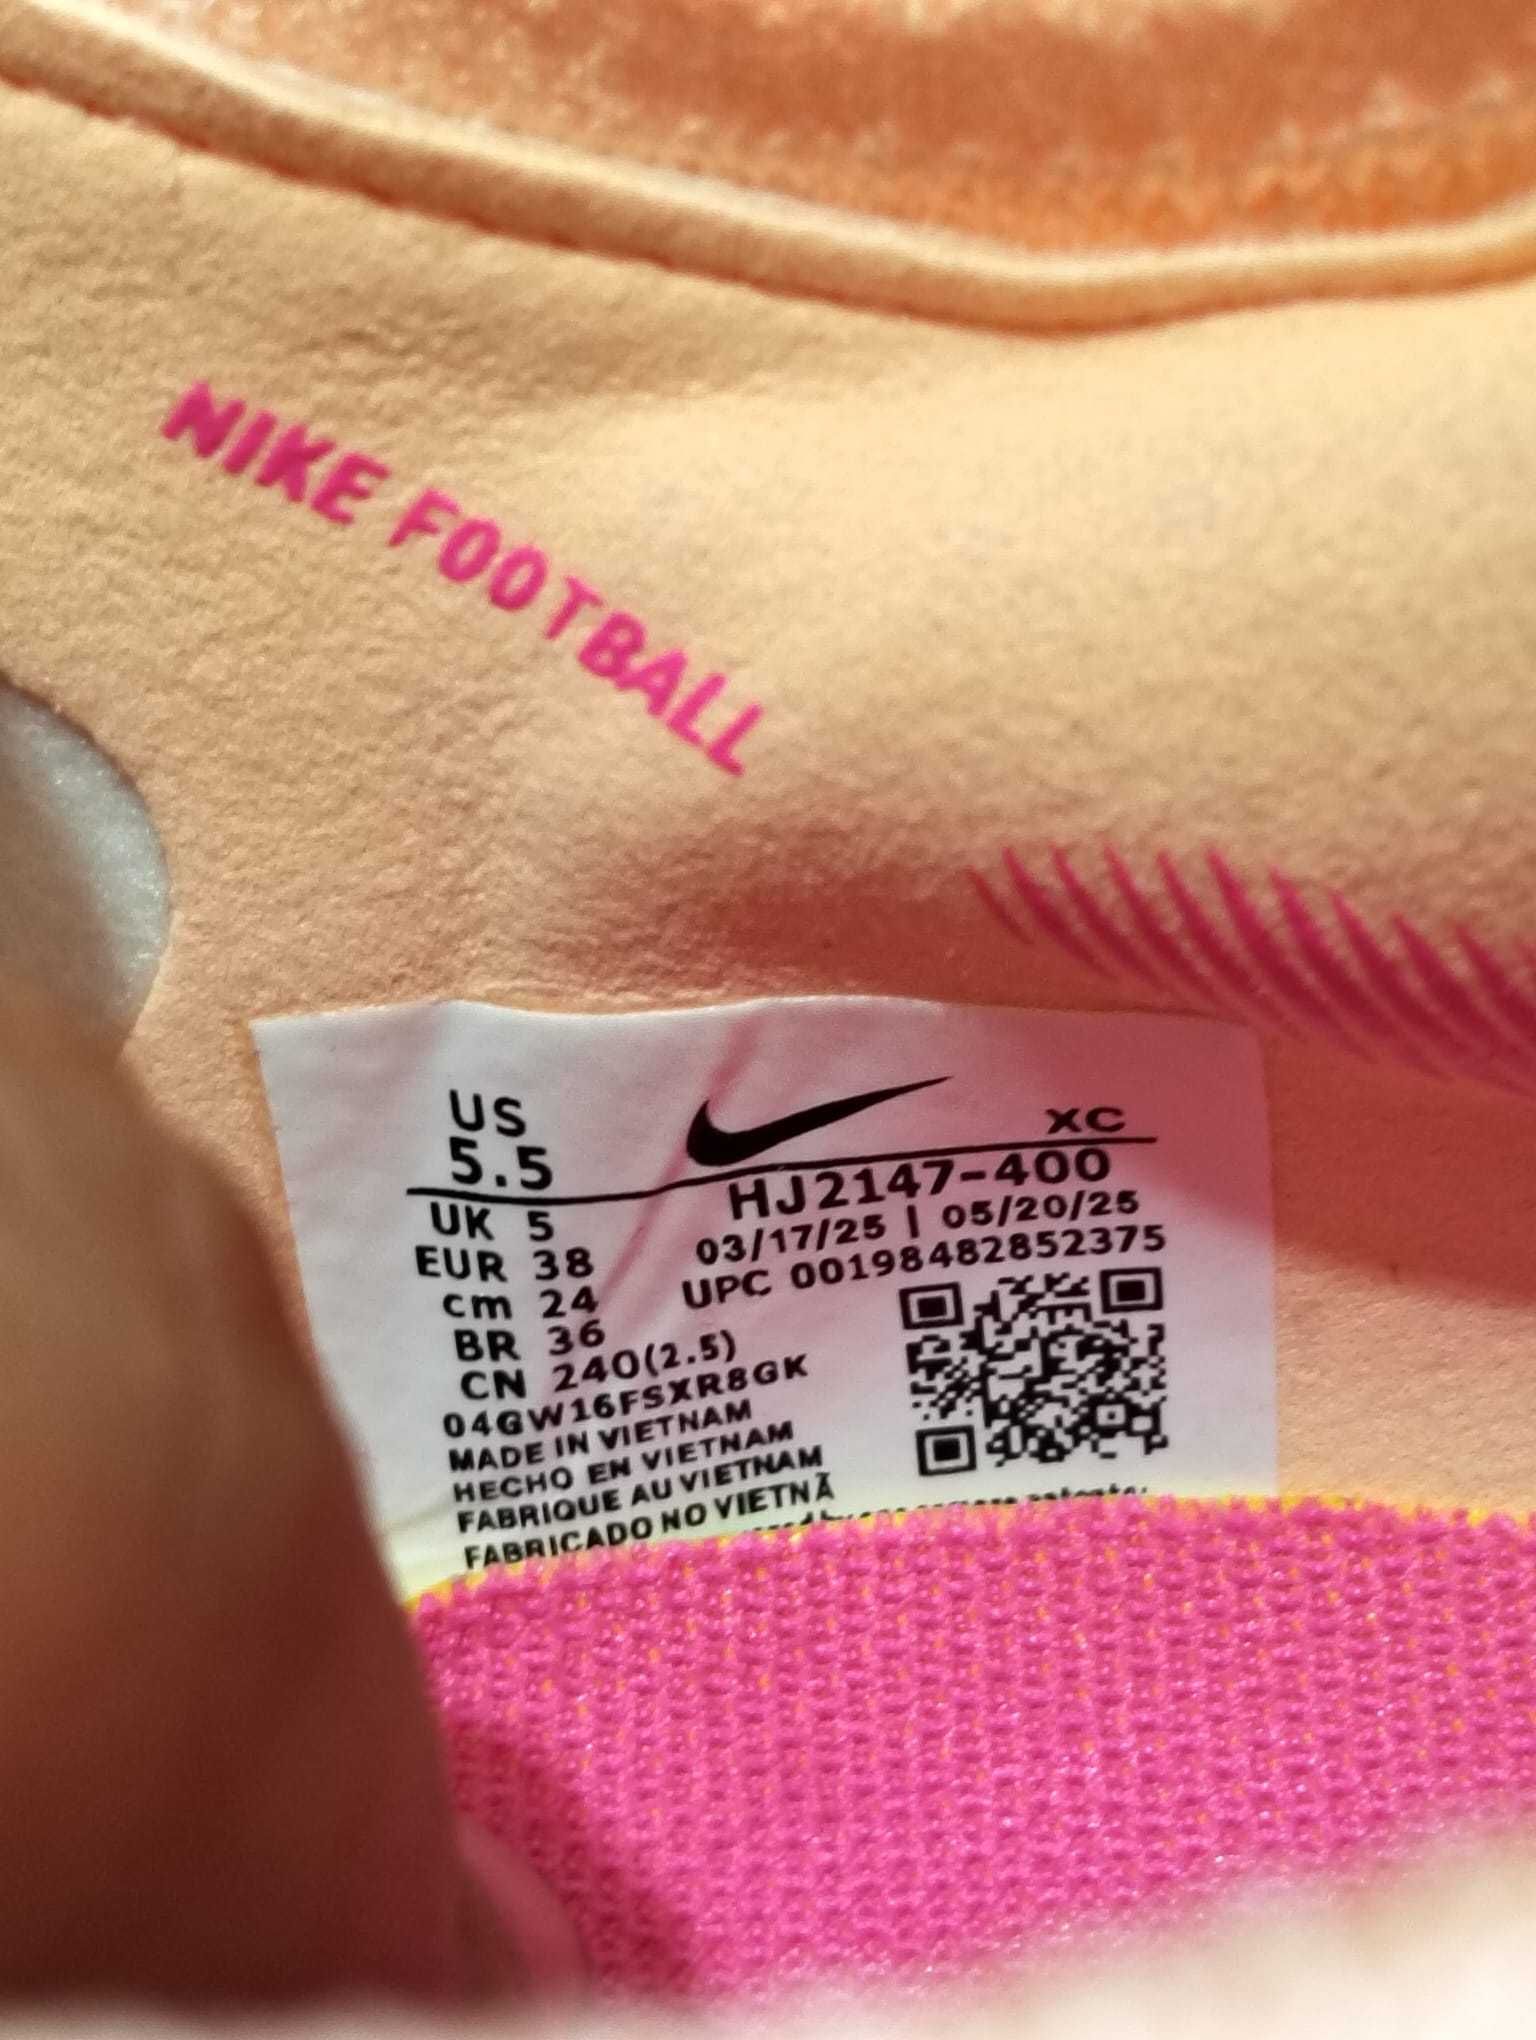 NIKE FOOTBALL
US
5.5
XC
HJ2147-400
UK 5
03/17/25 | 05/20/25
EUR 38
UPC 00198482852375
cm 24
BR 36
CN 240(2.5)
04GW16FSXR8GK
MADE IN VIETNAM
HECHO EN VIETNAM
FABRIQUE AU VIETNAM
FABRICADO NO VIETNÃ